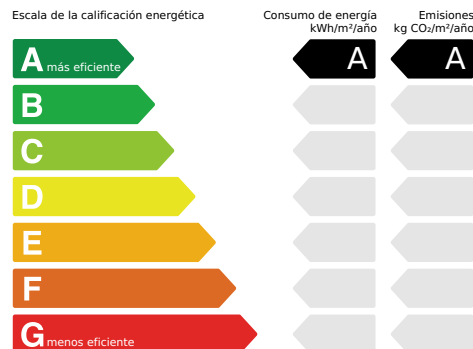 Escala de la calificación energética
Consumo de energía
kWh/m²/año
Emisiones
kg CO₂/m²/año
A más eficiente
A
A
B
C
D
E
F
G menos eficiente